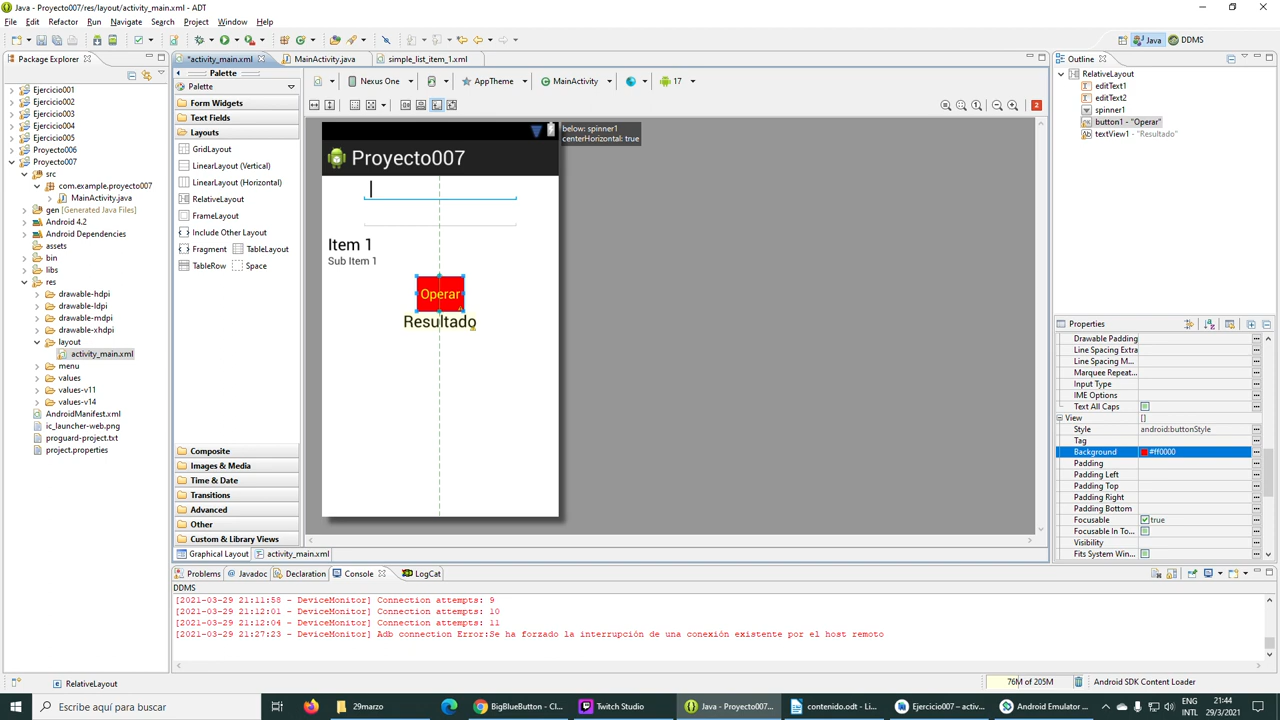 Java - Proyecto007/res/layout/activity_main.xml - ADT
File Edit Refactor Run Navigate Search Project Window Help
Java DDMS
Package Explorer
Ejercicio001
Ejercicio002
Ejercicio003
Ejercicio004
Ejercicio005
Proyecto006
Proyecto007
src
com.example.proyecto007
MainActivity.java
gen [Generated Java Files]
Android 4.2
Android Dependencies
assets
bin
libs
res
drawable-hdpi
drawable-ldpi
drawable-mdpi
drawable-xhdpi
layout
activity_main.xml
menu
values
values-v11
values-v14
AndroidManifest.xml
ic_launcher-web.png
proguard-project.txt
project.properties
*activity_main.xml MainActivity.java simple_list_item_1.xml
Palette
Palette
Form Widgets
Text Fields
Layouts
GridLayout
LinearLayout (Vertical)
LinearLayout (Horizontal)
RelativeLayout
FrameLayout
Include Other Layout
Fragment TableLayout
TableRow Space
Composite
Images & Media
Time & Date
Transitions
Advanced
Other
Custom & Library Views
Graphical Layout activity_main.xml
Nexus One AppTheme MainActivity 17
2
below: spinner1
centerHorizontal: true
Proyecto007
Item 1
Sub Item 1
Operar
Resultado
Outline
RelativeLayout
editText1
editText2
spinner1
button1 - "Operar"
textView1 - "Resultado"
Properties
Drawable Padding
Line Spacing Extra
Line Spacing M...
Marquee Repeat...
Input Type
IME Options
Text All Caps
View []
Style android:buttonStyle
Tag
Background #ff0000
Padding
Padding Left
Padding Top
Padding Right
Padding Bottom
Focusable true
Focusable In To...
Visibility
Fits System Win...
Problems Javadoc Declaration Console LogCat
DDMS
[2021-03-29 21:11:58 - DeviceMonitor] Connection attempts: 9
[2021-03-29 21:12:01 - DeviceMonitor] Connection attempts: 10
[2021-03-29 21:12:04 - DeviceMonitor] Connection attempts: 11
[2021-03-29 21:27:23 - DeviceMonitor] Adb connection Error:Se ha forzado la interrupción de una conexión existente por el host remoto
RelativeLayout
76M of 205M
Android SDK Content Loader
Escribe aquí para buscar
29marzo
BigBlueButton - Cl...
Twitch Studio
Java - Proyecto007...
contenido.odt - Li...
Ejercicio007 – activ...
Android Emulator ...
ENG
INTL
21:44
29/3/2021